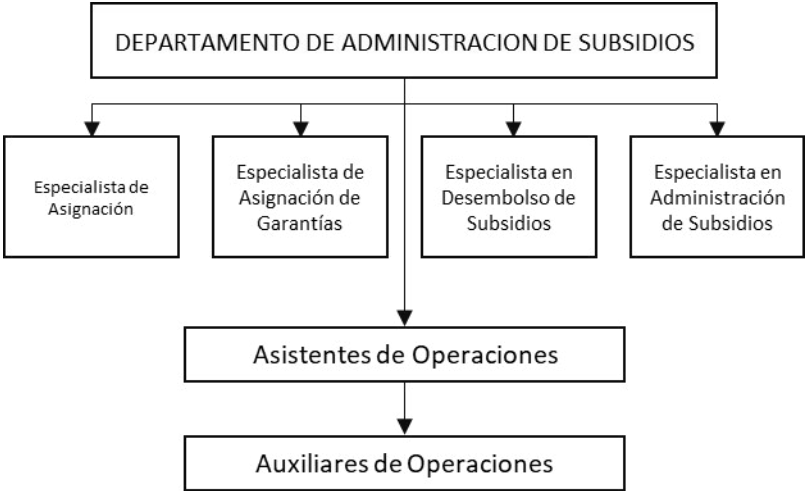 DEPARTAMENTO DE ADMINISTRACION DE SUBSIDIOS
Especialista de
Asignación
Especialista de
Asignación de
Garantías
Especialista en
Desembolso de
Subsidios
Especialista en
Administración
de Subsidios
Asistentes de Operaciones
Auxiliares de Operaciones